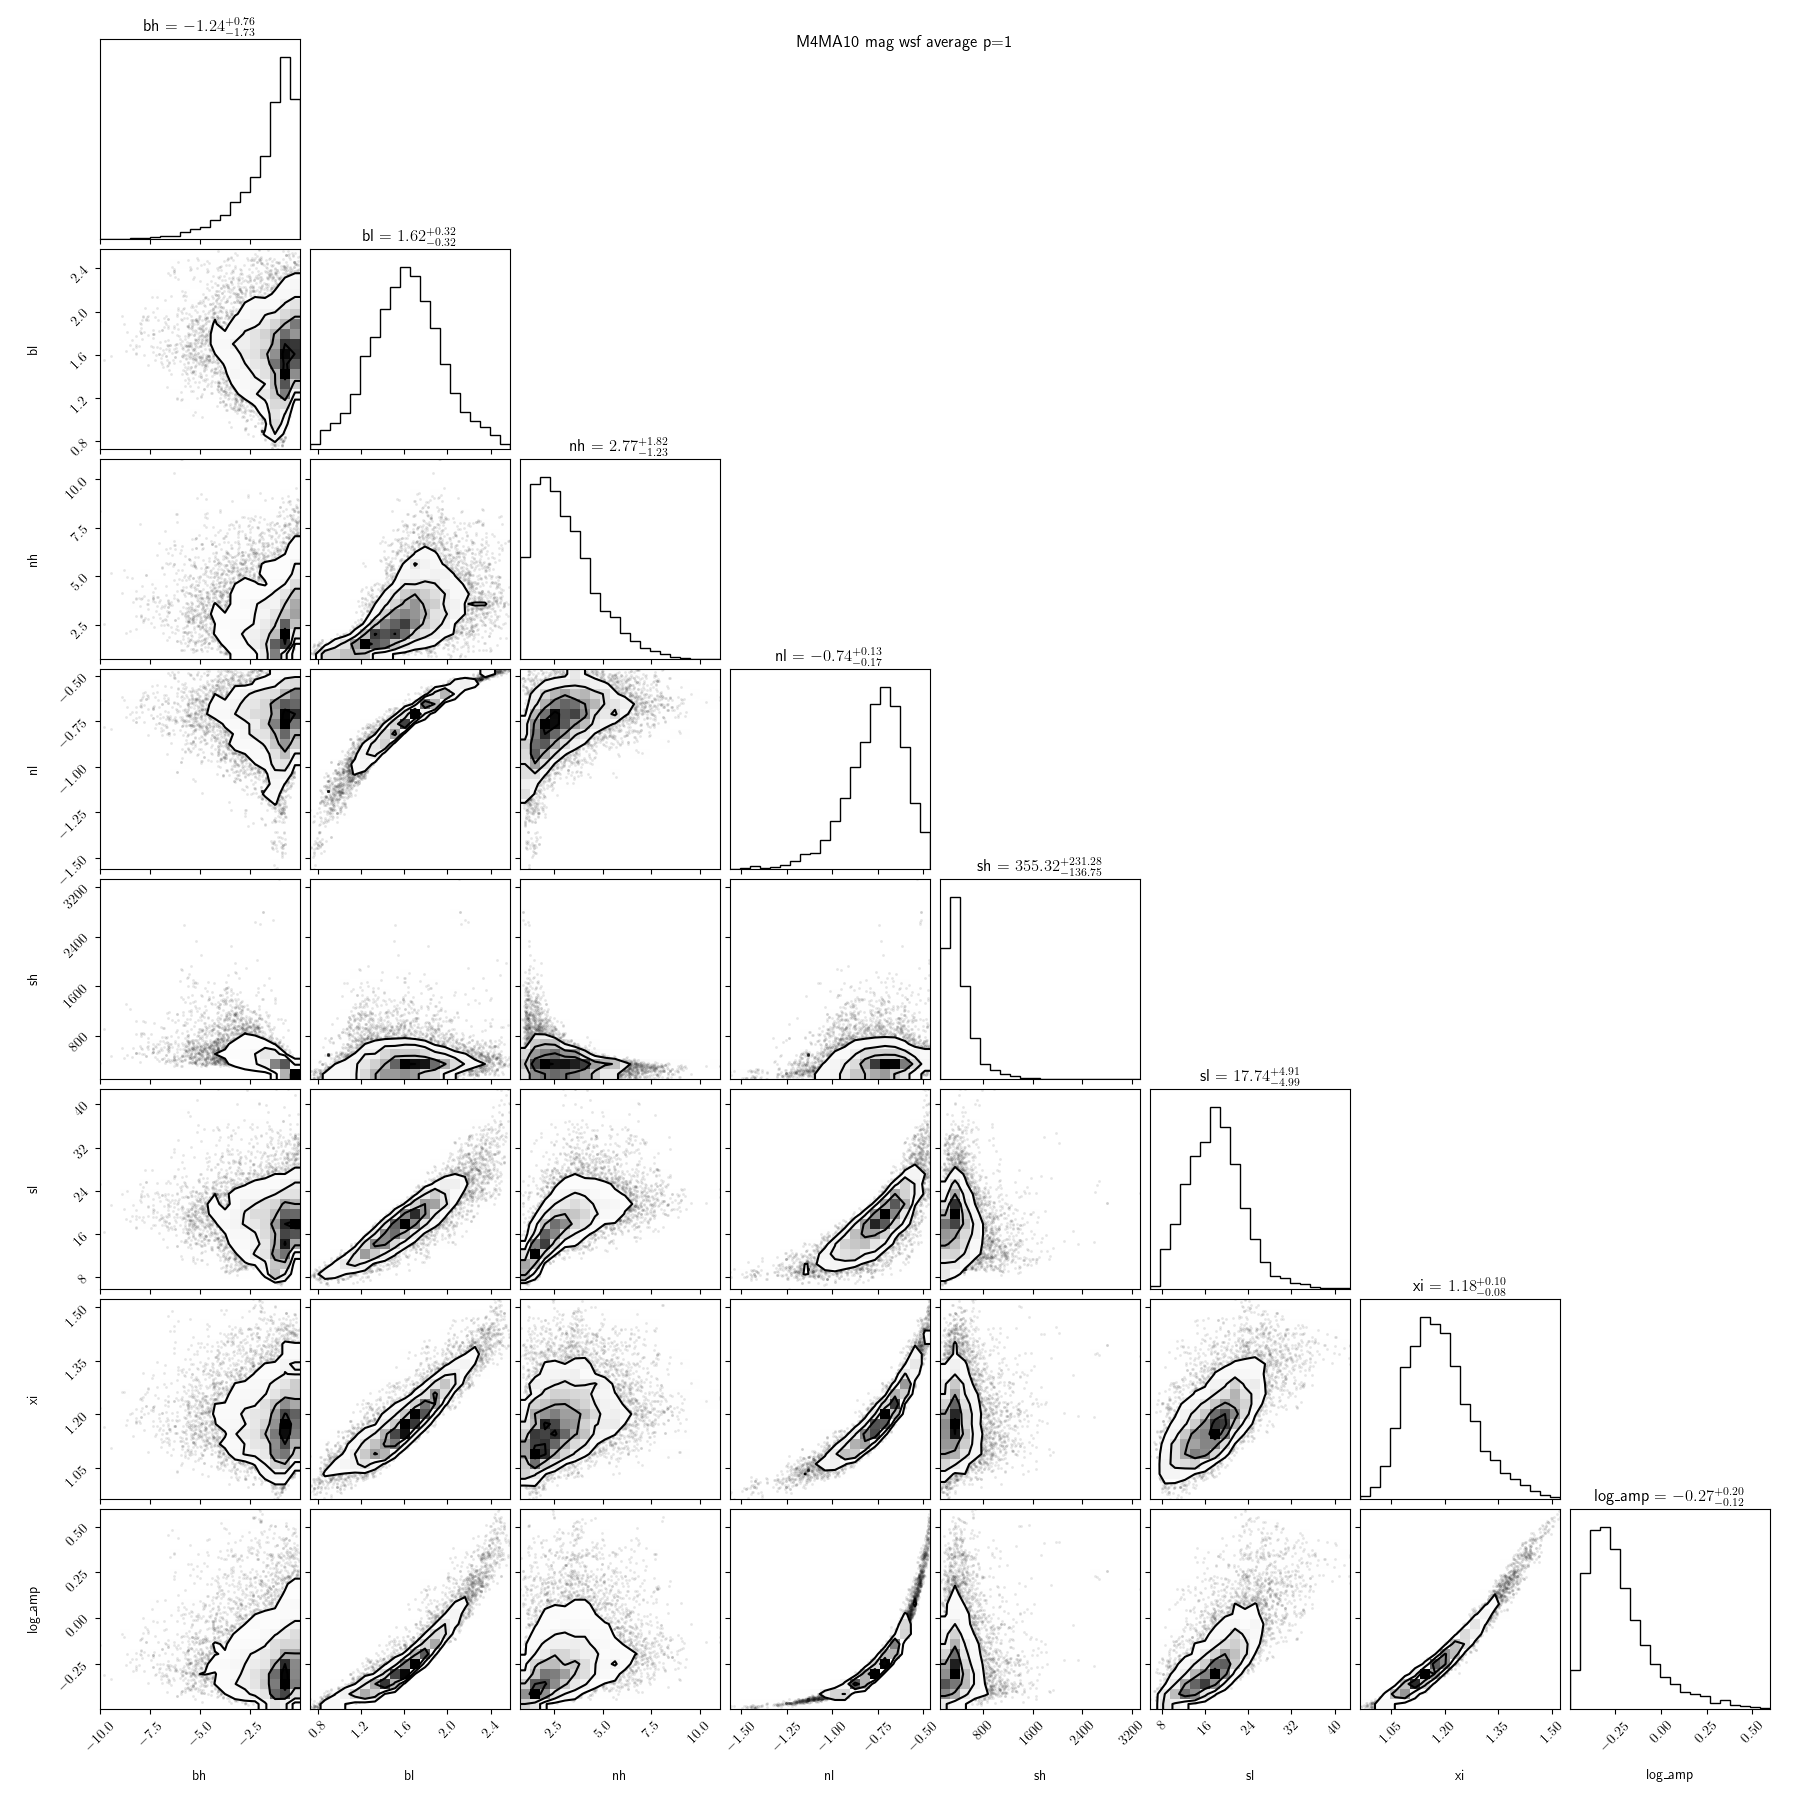 bh = −1.24 +0.76 −1.73
M4MA10 mag wsf average p=1
bl = 1.62 +0.32 −0.32
2.4
2.0
1.6
1.2
0.8
bl
nh = 2.77 +1.82 −1.23
10.0
7.5
5.0
2.5
nh
nl = −0.74 +0.13 −0.17
−0.50
−0.75
−1.00
−1.25
−1.50
nl
sh = 355.32 +231.28 −136.75
3200
2400
1600
800
sh
sl = 17.74 +4.91 −4.99
40
32
24
16
8
sl
xi = 1.18 +0.10 −0.08
1.50
1.35
1.20
1.05
xi
log_amp = −0.27 +0.20 −0.12
0.50
0.25
0.00
−0.25
log_amp
−10.0 −7.5 −5.0 −2.5 0.8 1.2 1.6 2.0 2.4 2.5 5.0 7.5 10.0 −1.50 −1.25 −1.00 −0.75 −0.50 800 1600 2400 3200 8 16 24 32 40 1.05 1.20 1.35 1.50 −0.25 0.00 0.25 0.50
bh bl nh nl sh sl xi log_amp